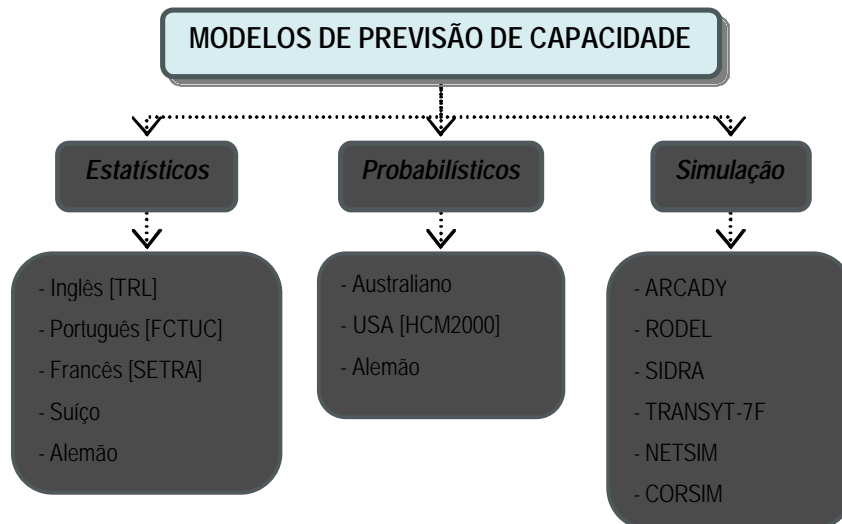 MODELOS DE PREVISÃO DE CAPACIDADE
Estatísticos
- Inglês [TRL]
- Português [FCTUC]
- Francês [SETRA]
- Suíço
- Alemão
Probabilísticos
- Australiano
- USA [HCM2000]
- Alemão
Simulação
- ARCADY
- RODEL
- SIDRA
- TRANSYT-7F
- NETSIM
- CORSIM